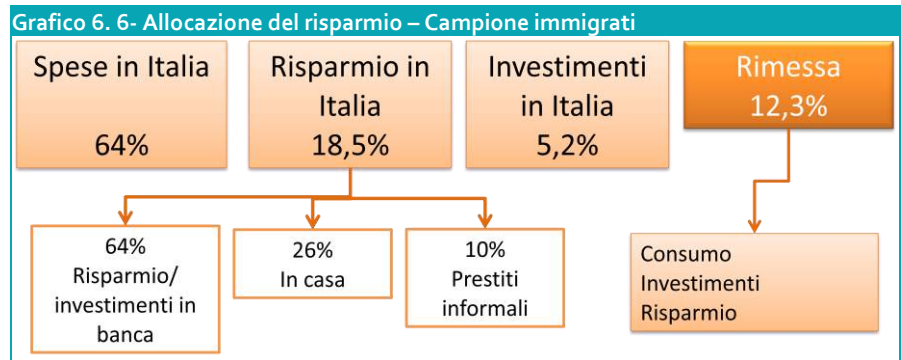 Grafico 6. 6- Allocazione del risparmio – Campione immigrati
Spese in Italia
64%
Risparmio in
Italia
18,5%
Investimenti
in Italia
5,2%
Rimessa
12,3%
64%
Risparmio/
investimenti in
banca
26%
In casa
10%
Prestiti
informali
Consumo
Investimenti
Risparmio